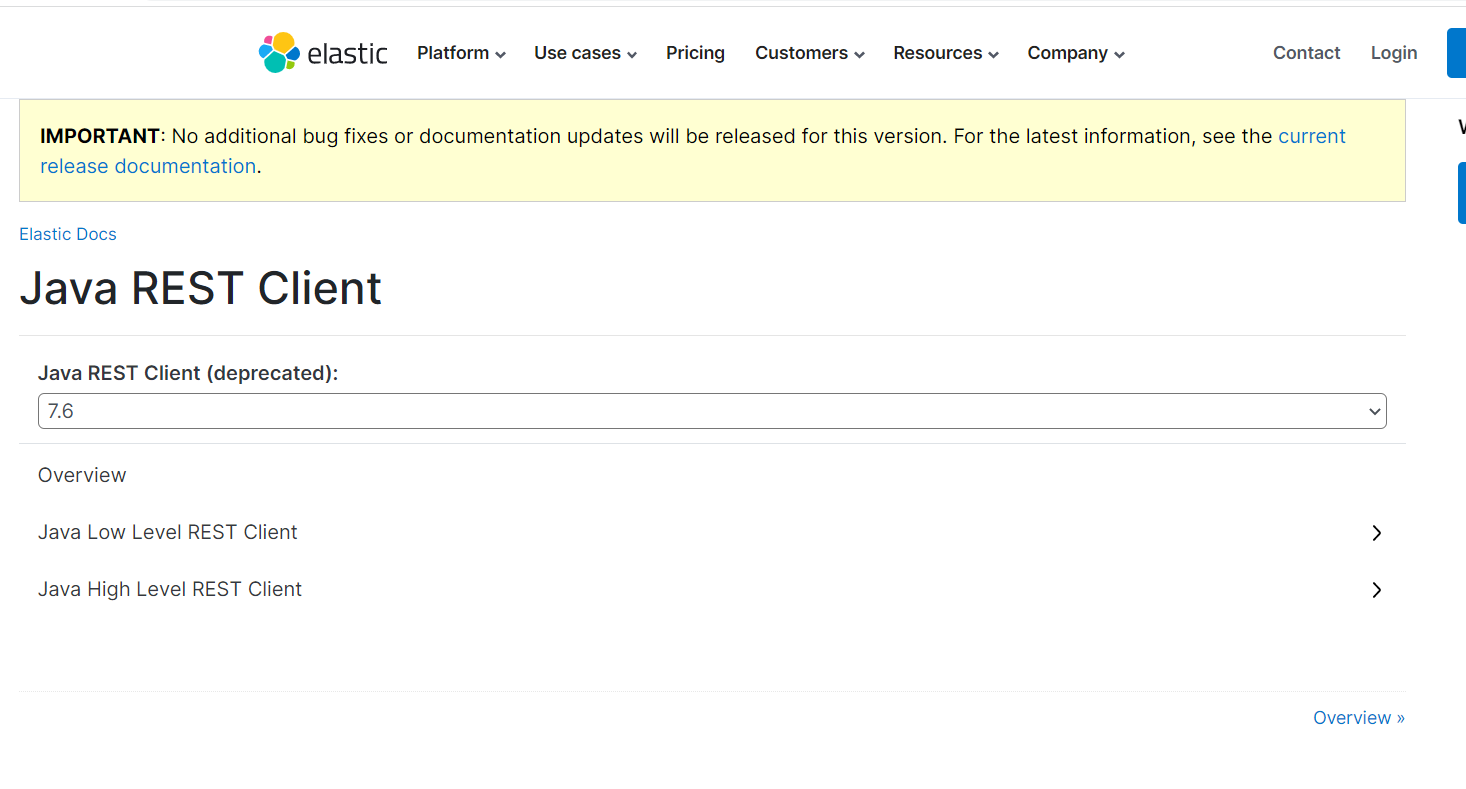 elastic Platform Use cases Pricing Customers Resources Company Contact Login
IMPORTANT: No additional bug fixes or documentation updates will be released for this version. For the latest information, see the current
release documentation.
Elastic Docs
Java REST Client
Java REST Client (deprecated):
7.6
Overview
Java Low Level REST Client
Java High Level REST Client
Overview »